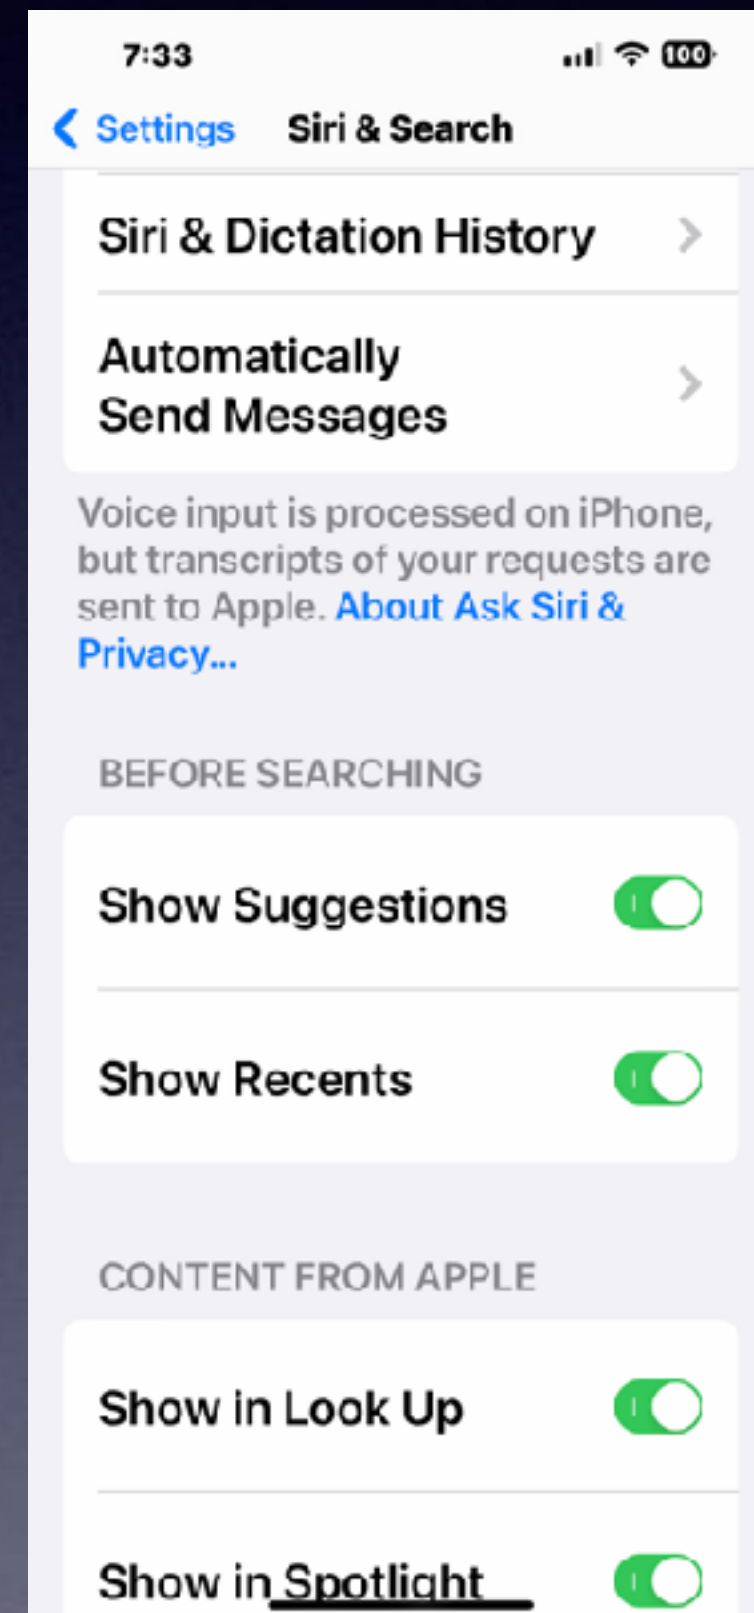 7:33 100
Settings Siri & Search
Siri & Dictation History
Automatically
Send Messages
Voice input is processed on iPhone,
but transcripts of your requests are
sent to Apple. About Ask Siri &
Privacy...
BEFORE SEARCHING
Show Suggestions
Show Recents
CONTENT FROM APPLE
Show in Look Up
Show in Spotlight